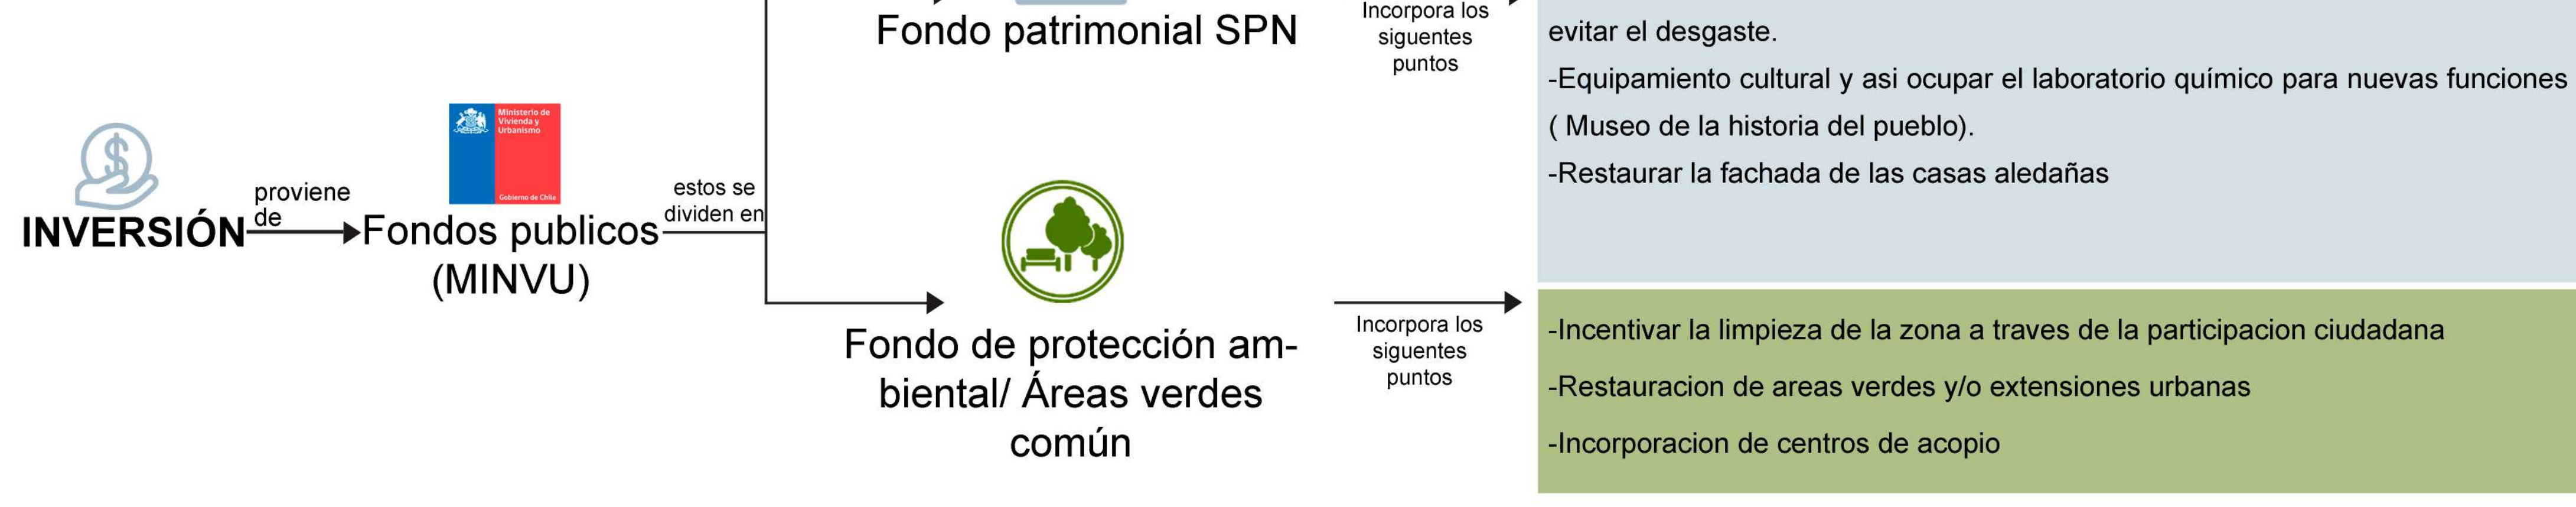 INVERSIÓN
proviene
de
Ministerio de
Vivienda y
Urbanismo
Gobierno de Chile
Fondos publicos
(MINVU)
estos se
dividen en
Fondo patrimonial SPN
Incorpora los
siguentes
puntos
evitar el desgaste.
-Equipamiento cultural y asi ocupar el laboratorio químico para nuevas funciones
( Museo de la historia del pueblo).
-Restaurar la fachada de las casas aledañas
Fondo de protección am-
biental/ Áreas verdes
común
Incorpora los
siguentes
puntos
-Incentivar la limpieza de la zona a traves de la participacion ciudadana
-Restauracion de areas verdes y/o extensiones urbanas
-Incorporacion de centros de acopio